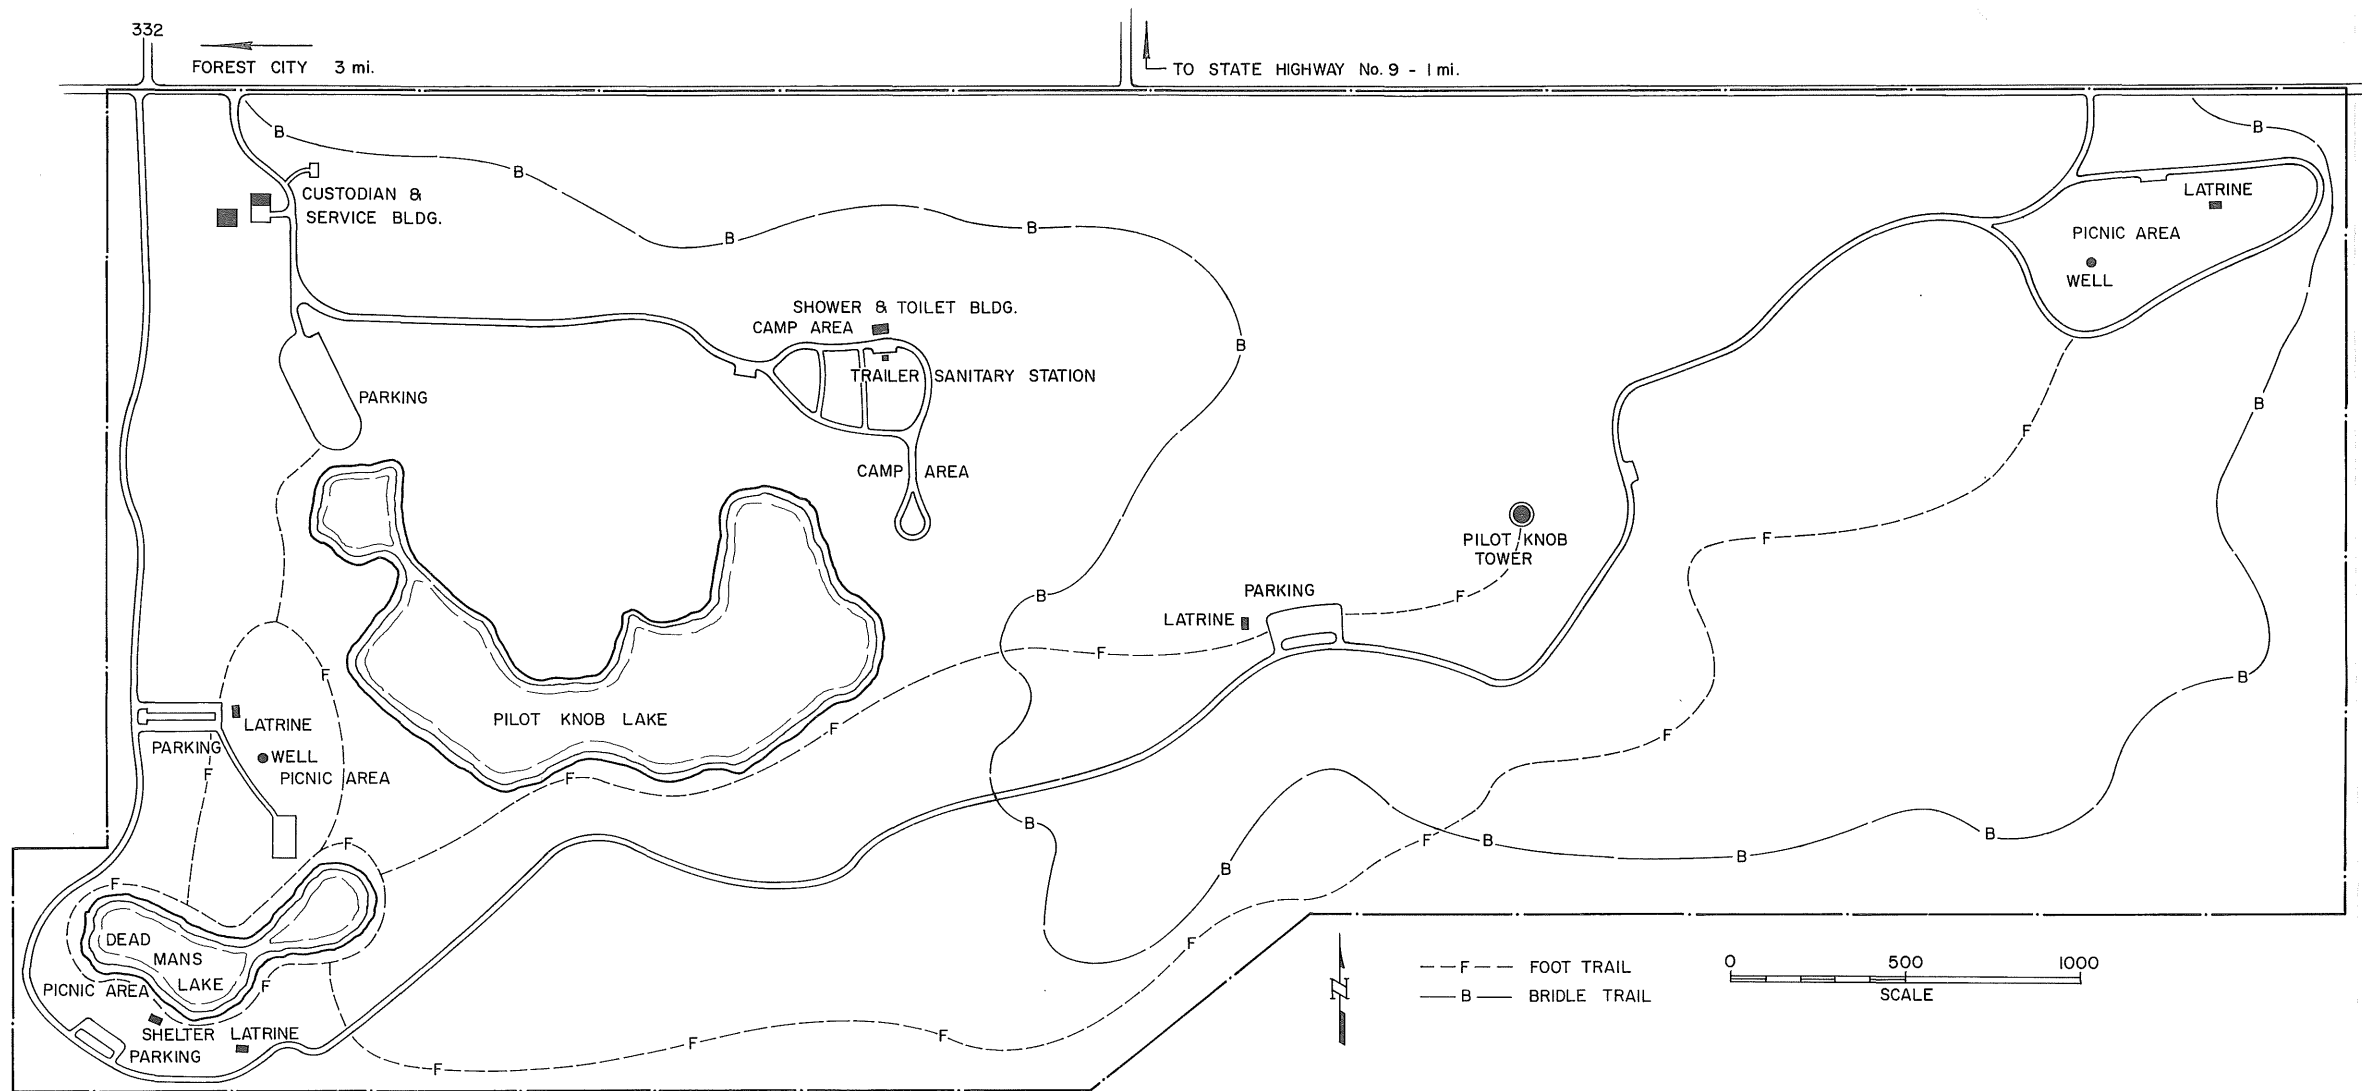 332
FOREST CITY 3 mi.
TO STATE HIGHWAY No. 9 - 1 mi.
B
B
B
B
B
CUSTODIAN &
SERVICE BLDG.
LATRINE
PICNIC AREA
WELL
SHOWER & TOILET BLDG.
CAMP AREA
TRAILER SANITARY STATION
B
PARKING
B
F
CAMP AREA
PILOT KNOB
TOWER
F
PARKING
B
F
LATRINE
F
F
B
PILOT KNOB LAKE
LATRINE
F
F
PARKING
WELL
F
PICNIC AREA
F
B
B
F
B
F
B
B
F
DEAD
MANS
LAKE
F
F
PICNIC AREA
SHELTER
LATRINE
PARKING
F
F
F
F FOOT TRAIL
B BRIDLE TRAIL
N
0 500 1000
SCALE